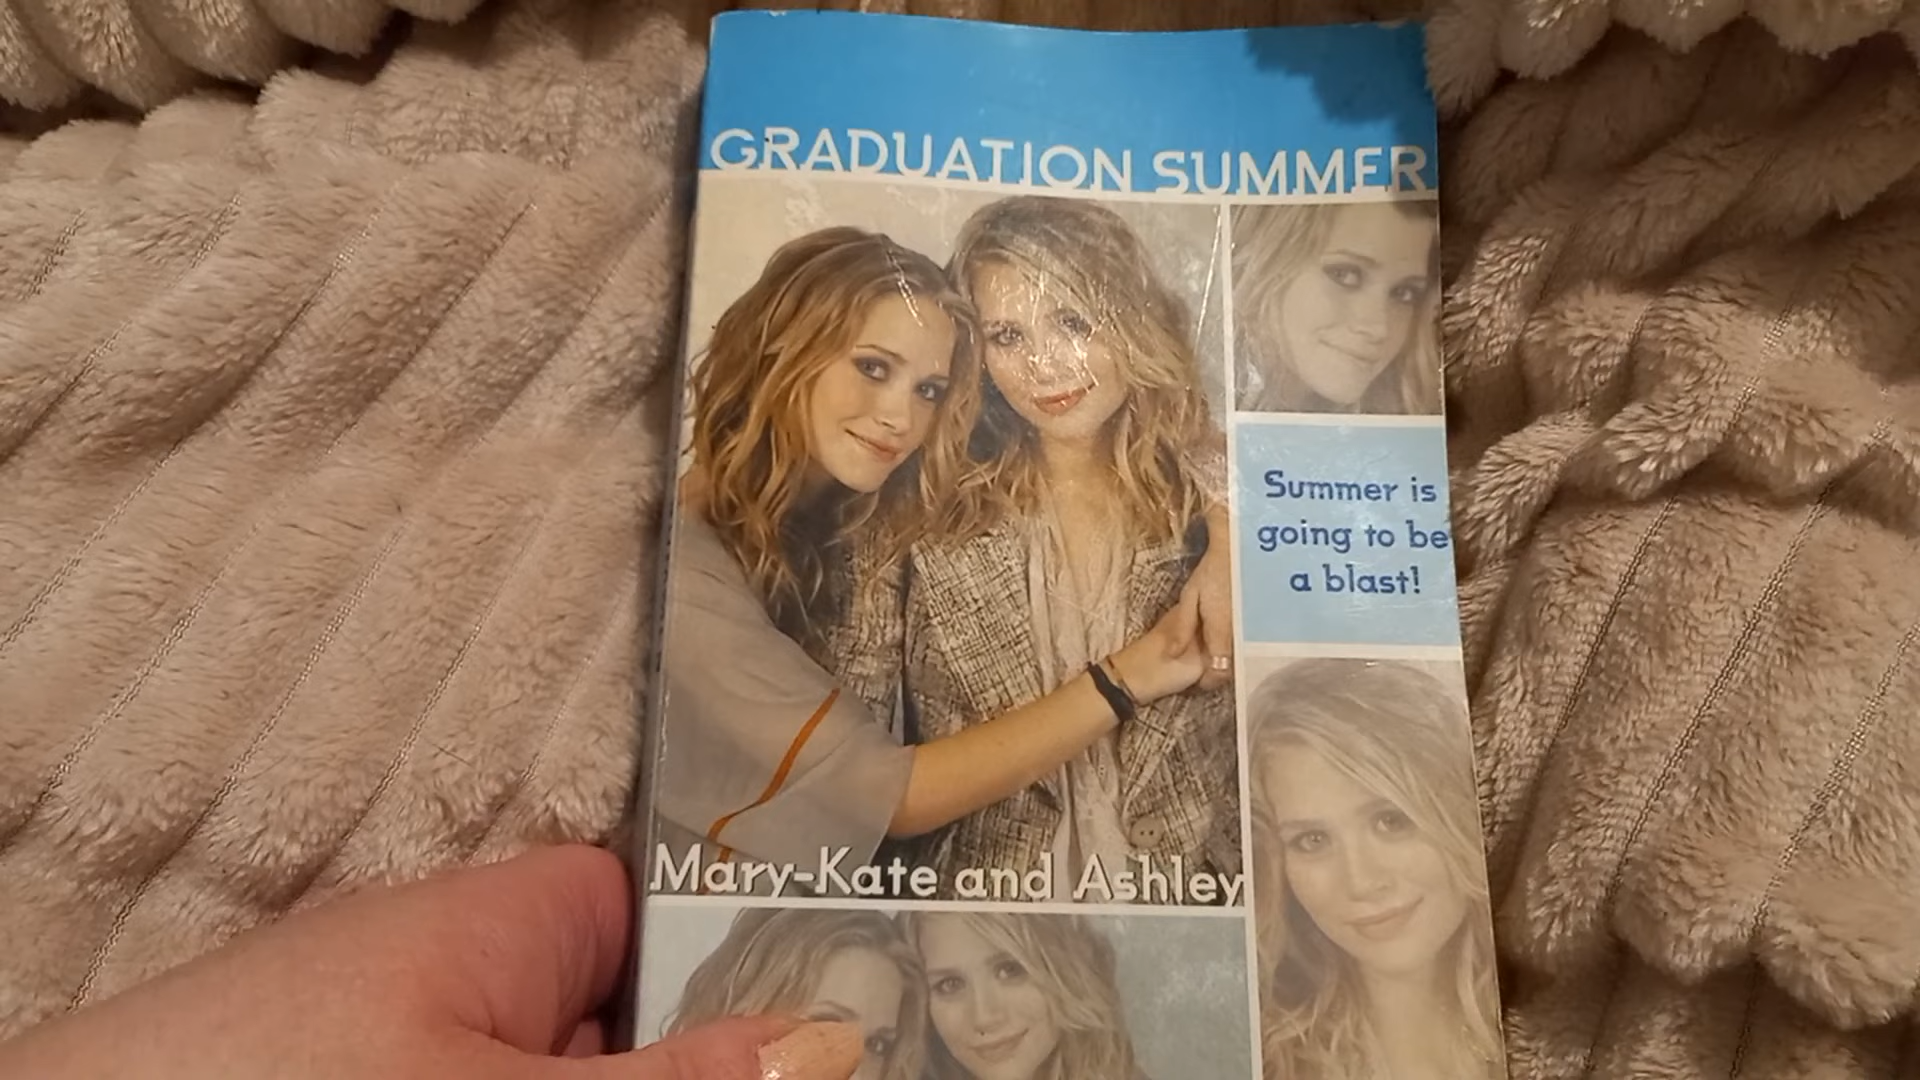 GRADUATION SUMMER
Summer is
going to be
a blast!
Mary-Kate and Ashley